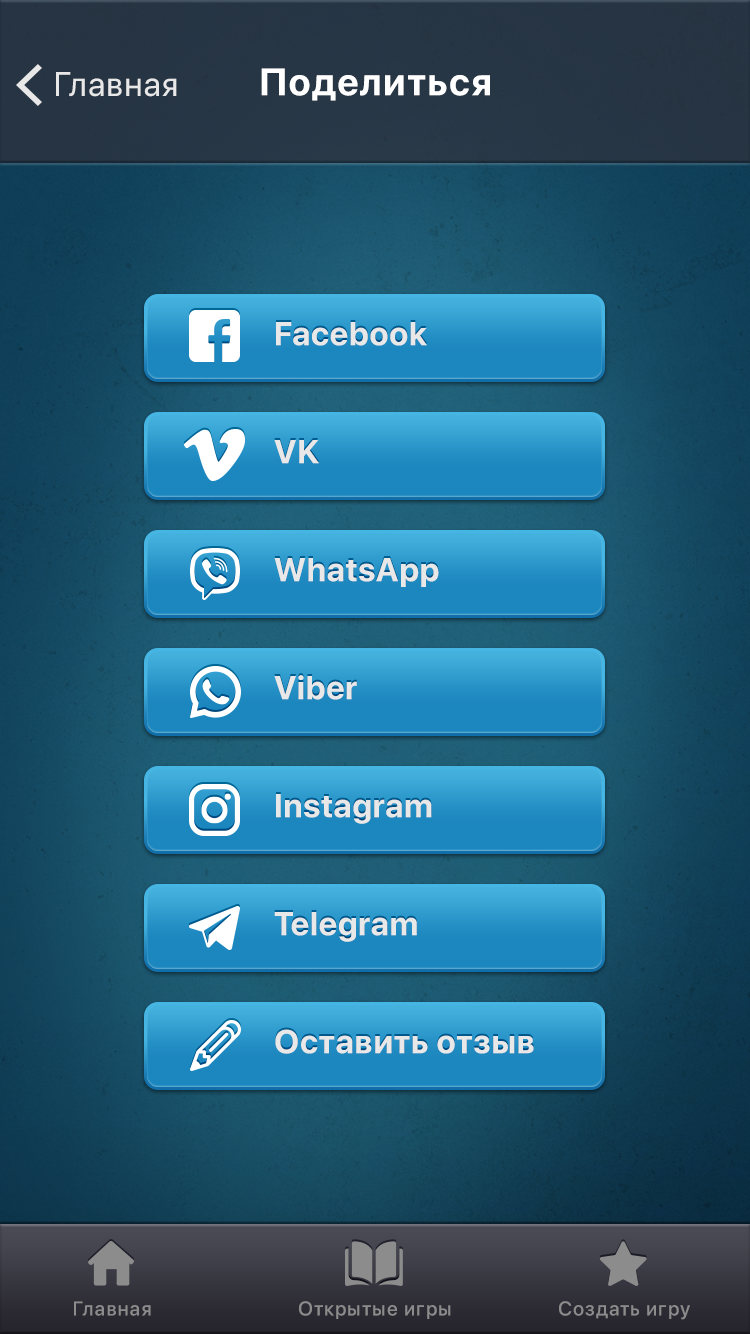 Главная
Поделиться
Facebook
VK
WhatsApp
Viber
Instagram
Telegram
Оставить отзыв
Главная
Открытые игры
Создать игру